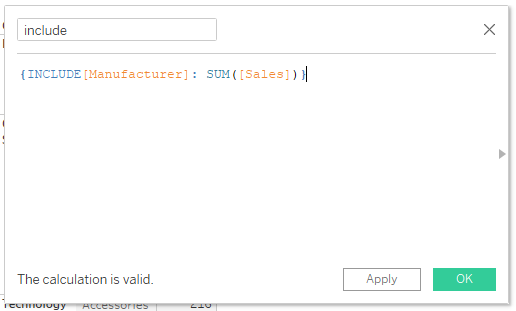 include
{INCLUDE[Manufacturer]: SUM([Sales])}
The calculation is valid.
Apply
OK
Technology Accessories 216